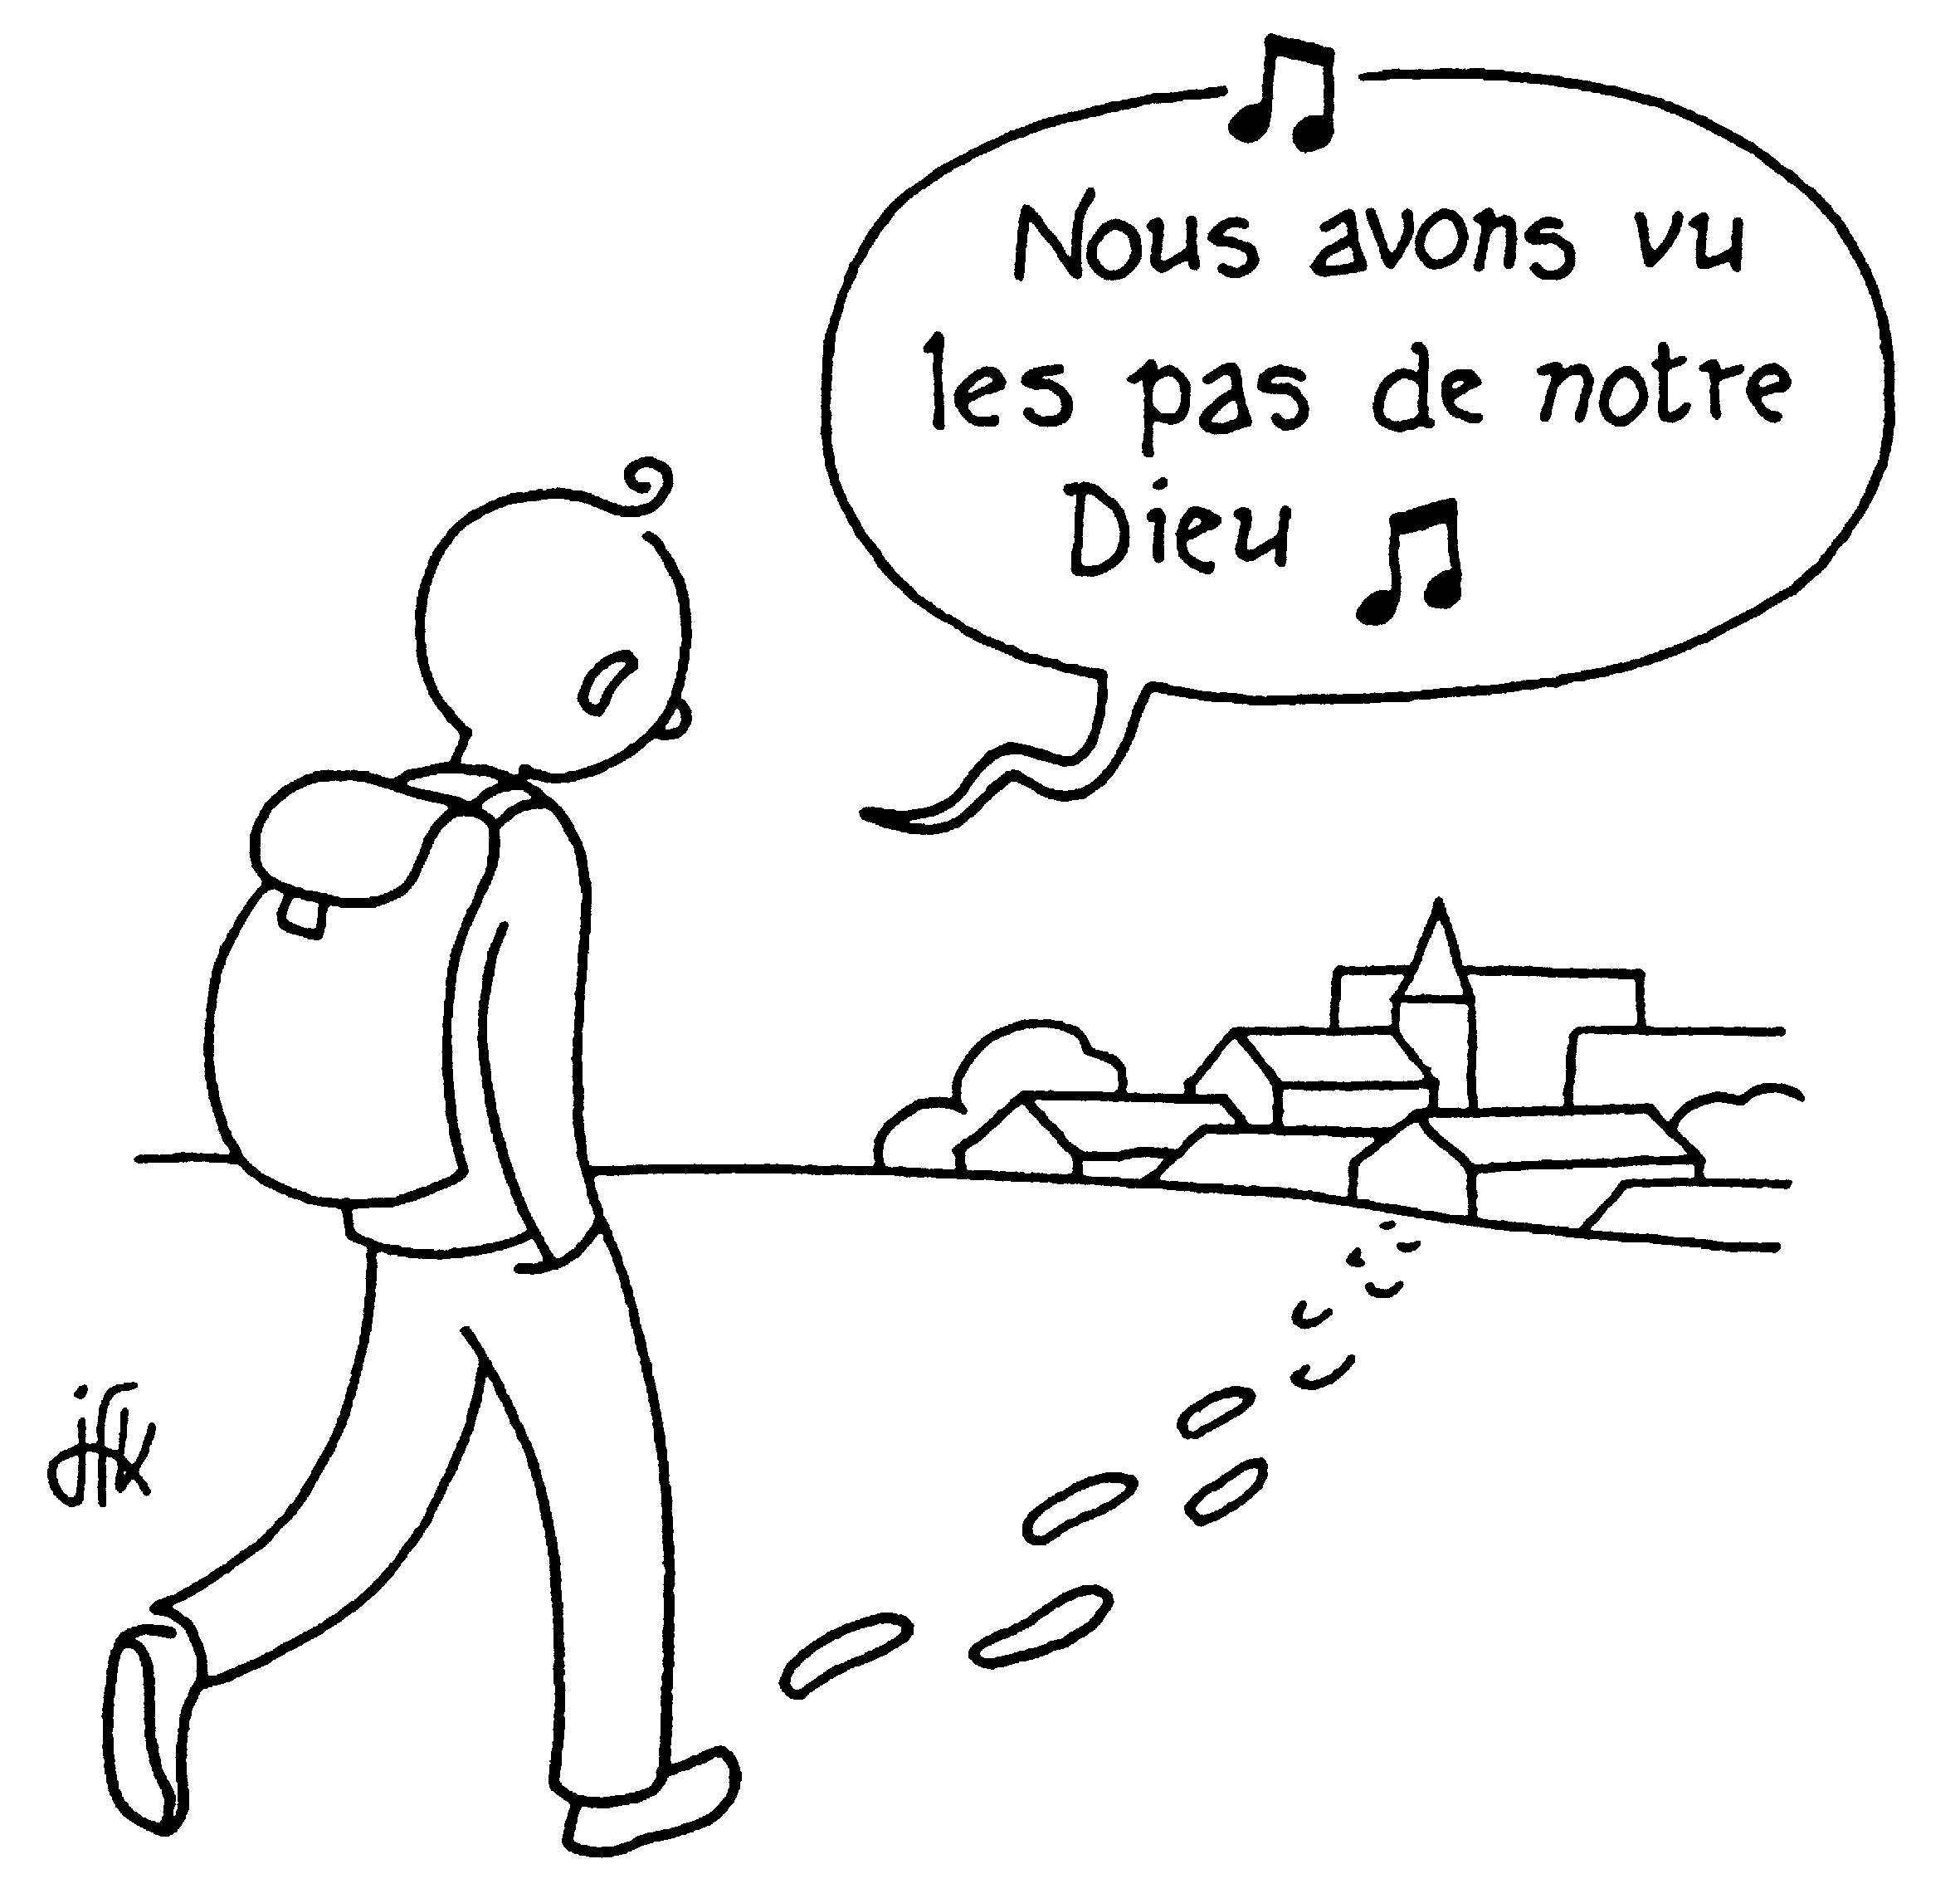 Nous avons vu
les pas de notre
Dieu
jfk